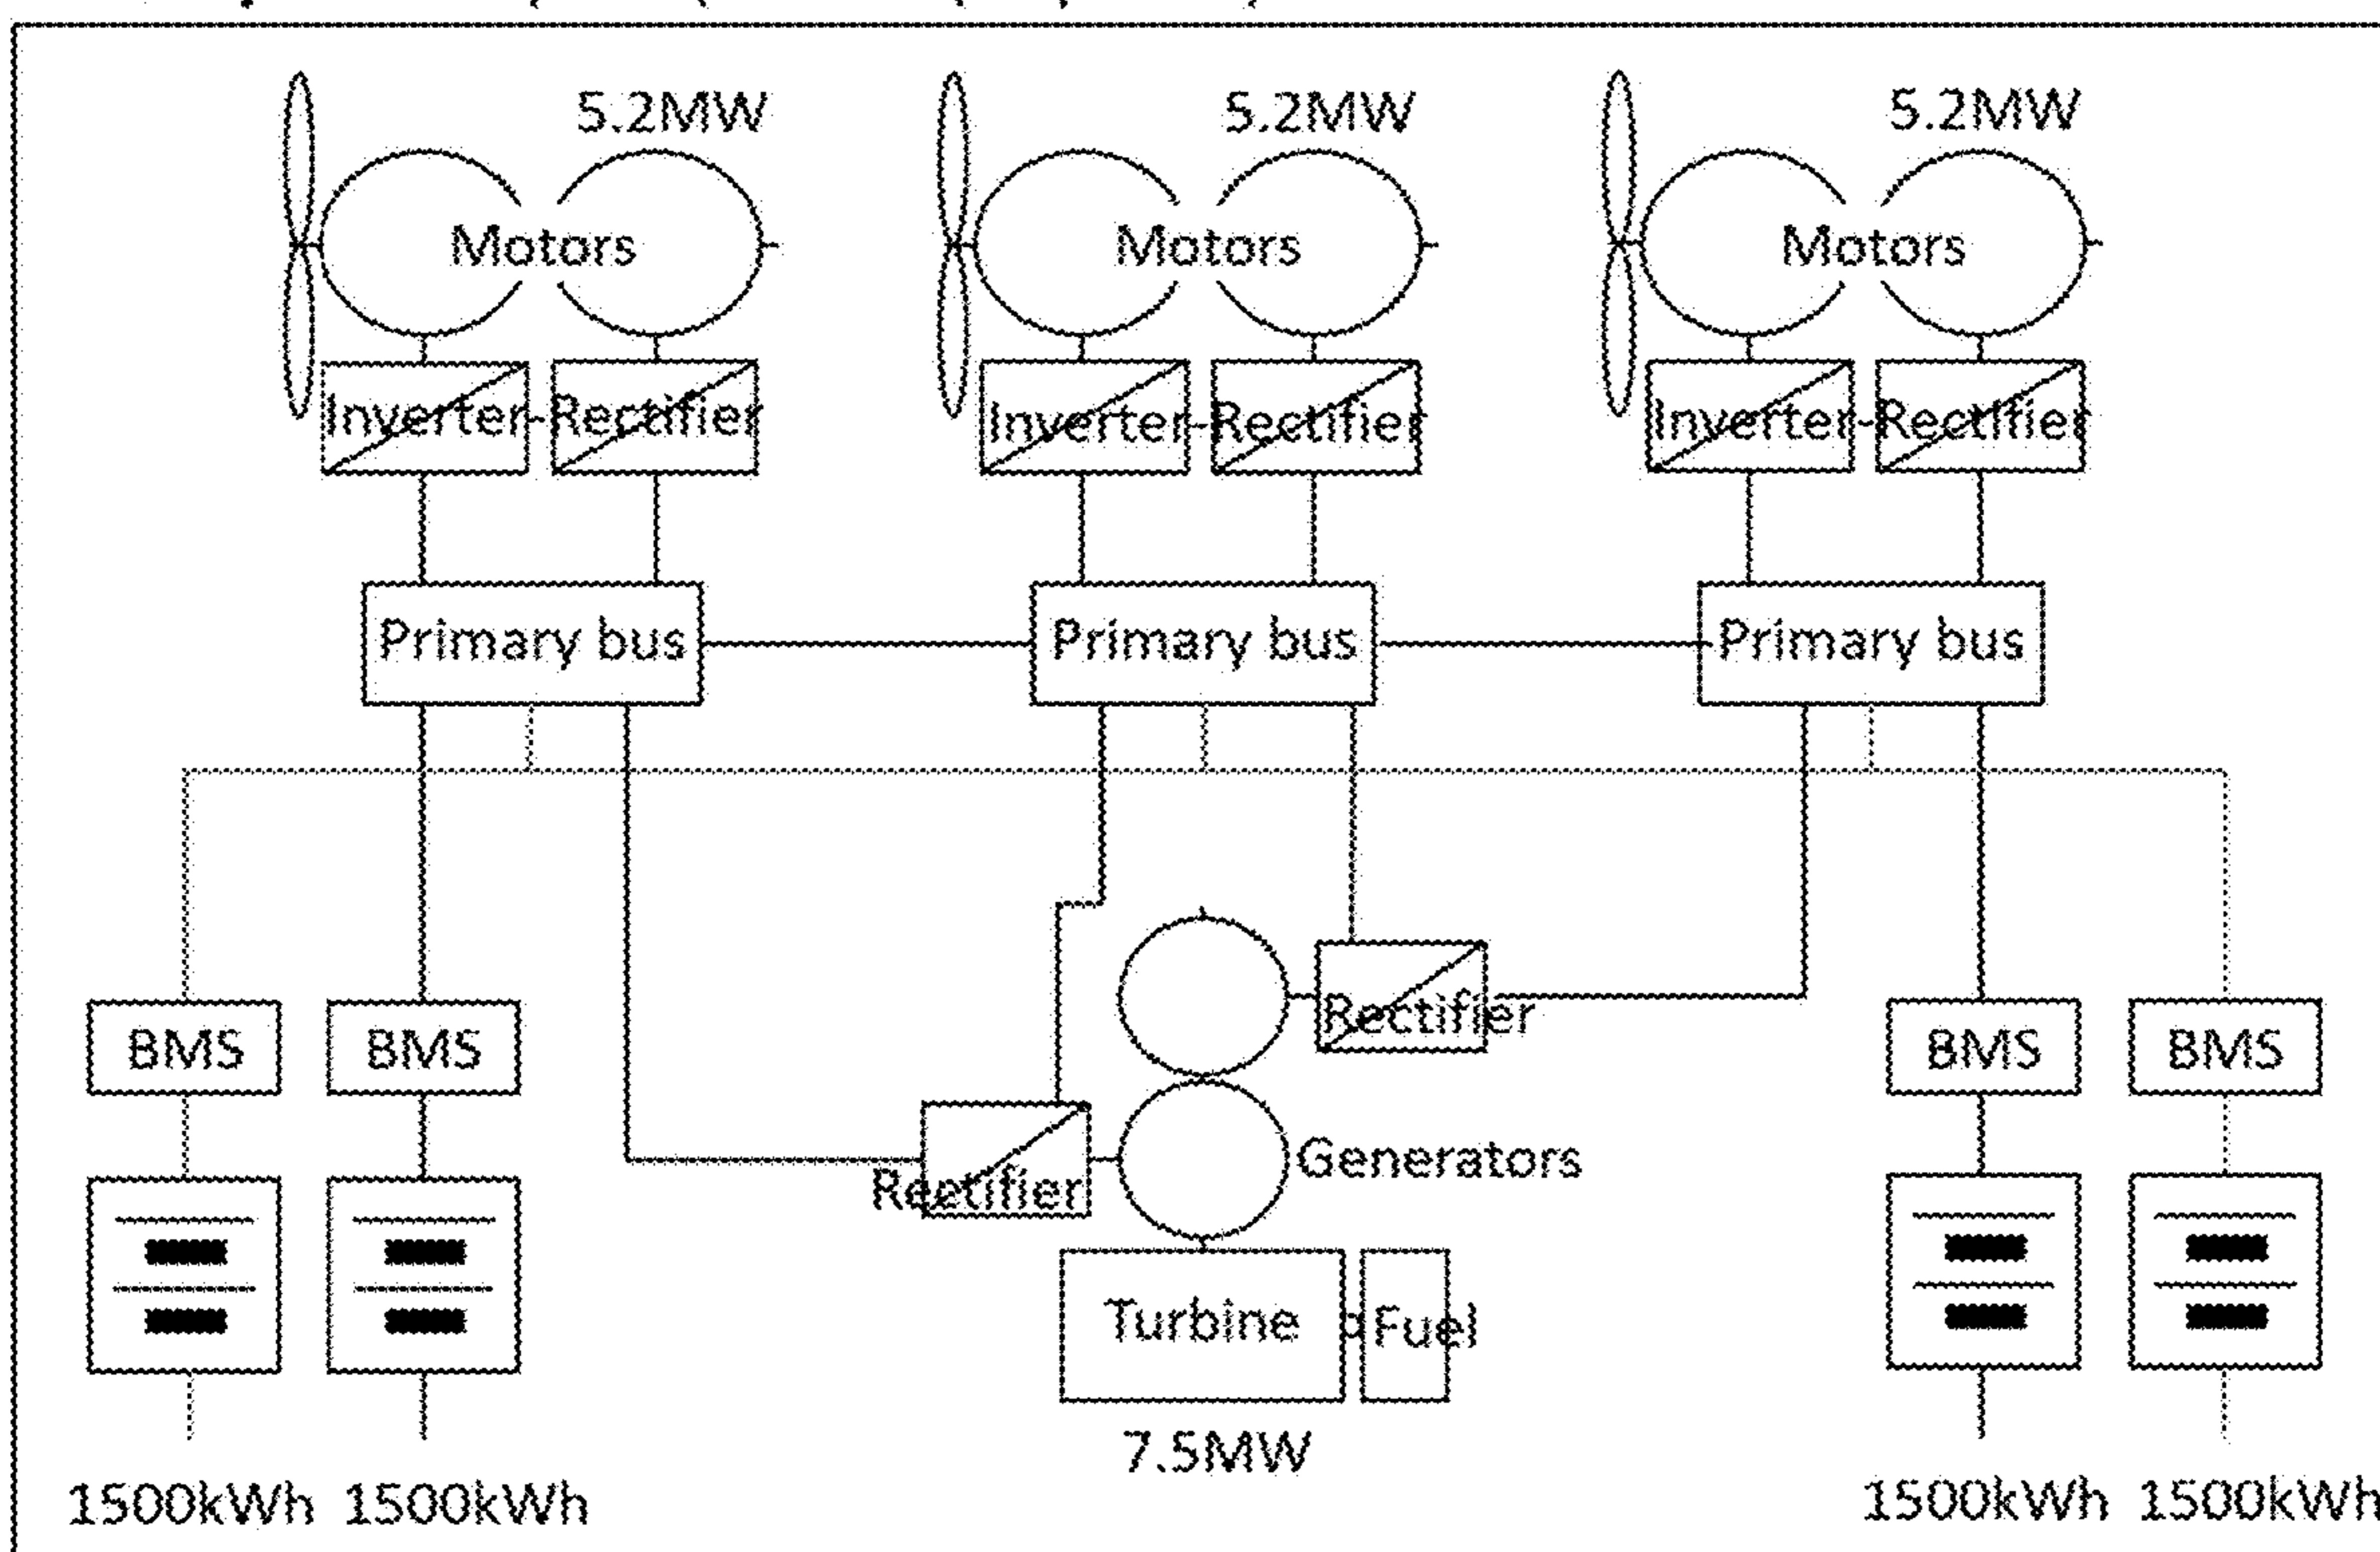 5.2MW 5.2MW 5.2MW
Motors Motors Motors
Inverter-Rectifier Inverter-Rectifier Inverter-Rectifier
Primary bus Primary bus Primary bus
Rectifier
BMS BMS BMS BMS
Generators
Rectifier
Turbine Fuel
7.5MW
1500kWh 1500kWh 1500kWh 1500kWh